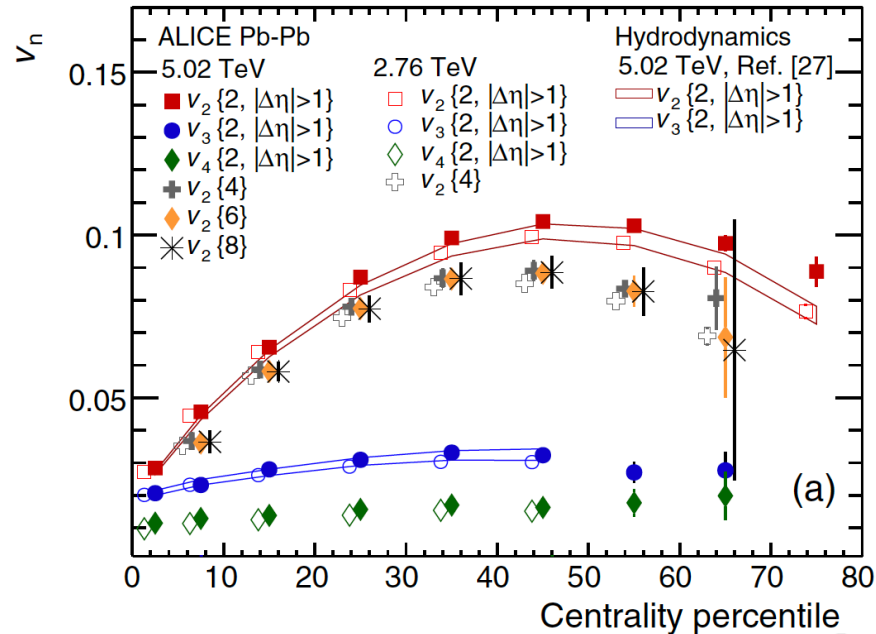 v_n
0.15
0.1
0.05
ALICE Pb-Pb
5.02 TeV
v₂{2, |Δη|>1}
v₃{2, |Δη|>1}
v₄{2, |Δη|>1}
v₂{4}
v₂{6}
v₂{8}
2.76 TeV
v₂{2, |Δη|>1}
v₃{2, |Δη|>1}
v₄{2, |Δη|>1}
v₂{4}
Hydrodynamics
5.02 TeV, Ref. [27]
v₂{2, |Δη|>1}
v₃{2, |Δη|>1}
(a)
0 10 20 30 40 50 60 70 80
Centrality percentile